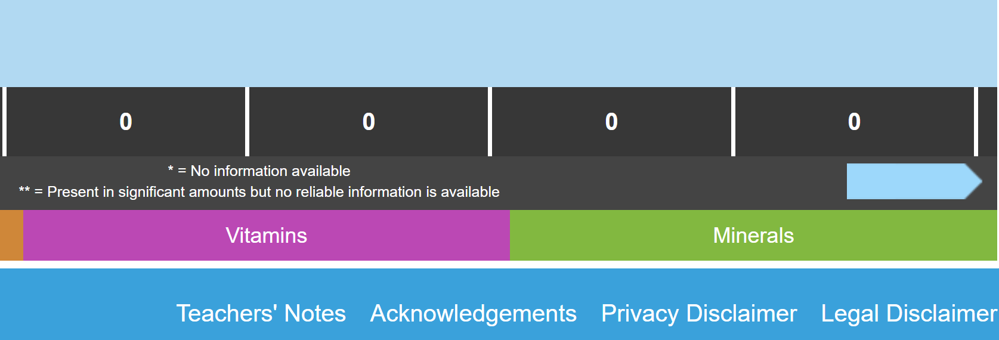 0 0 0 0
* = No information available
** = Present in significant amounts but no reliable information is available
Vitamins Minerals
Teachers' Notes Acknowledgements Privacy Disclaimer Legal Disclaimer